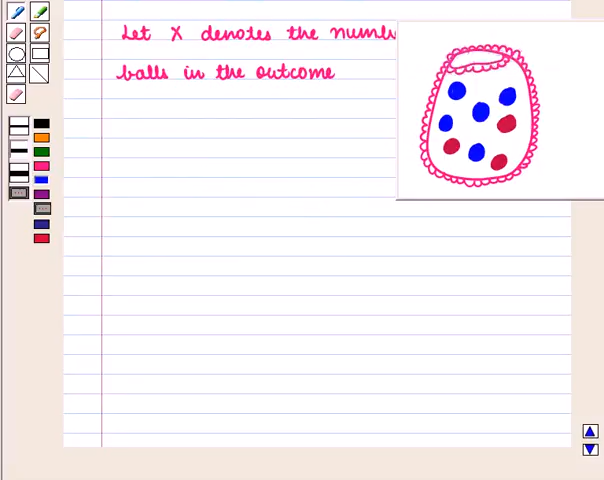 Let X denotes the
balls in the outcome